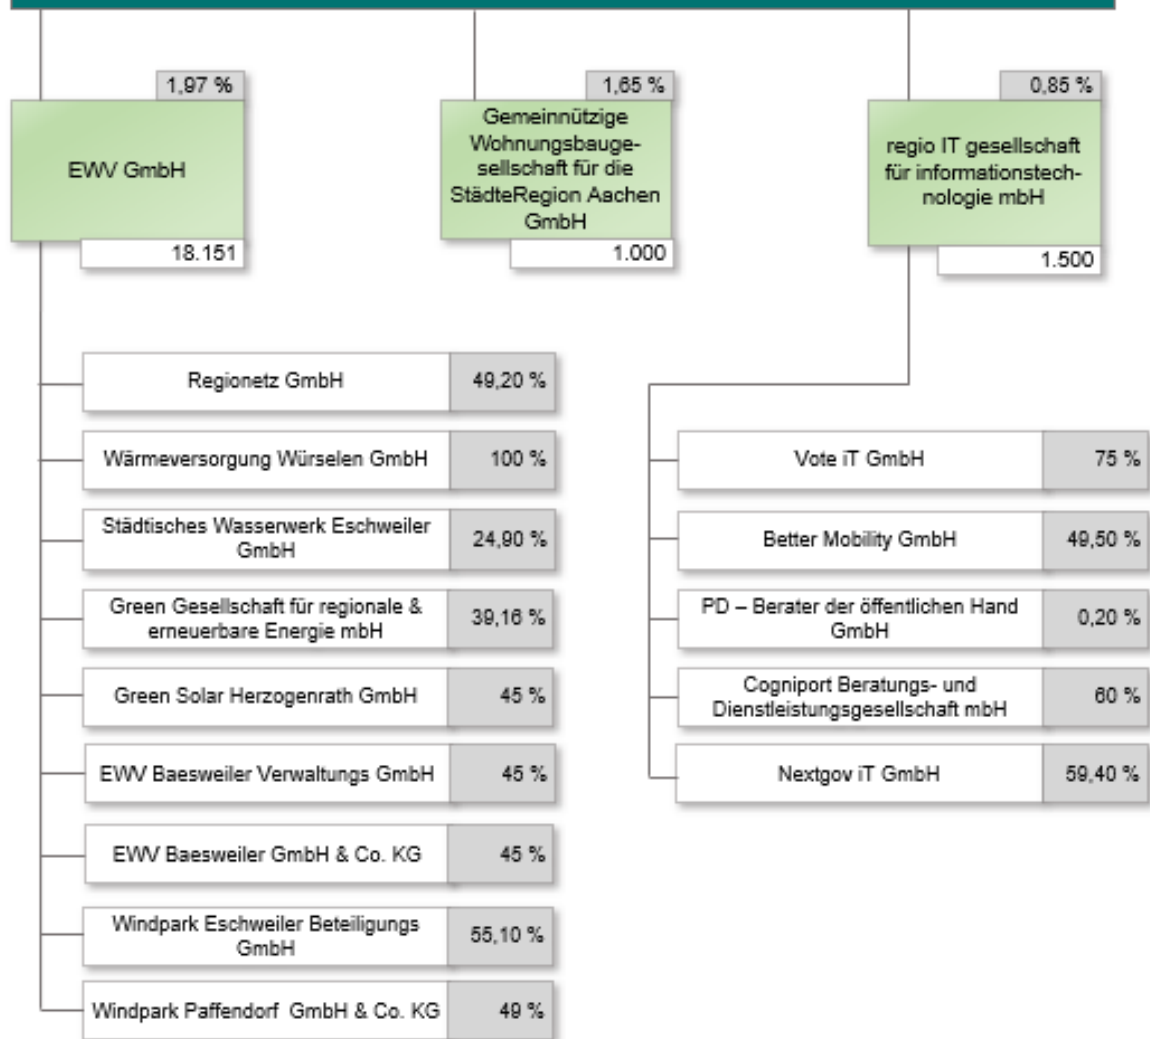 1,97 %
EWV GmbH
18.151
1,65 %
Gemeinnützige
Wohnungsbauge-
sellschaft für die
StädteRegion Aachen
GmbH
1.000
0,85 %
regio IT gesellschaft
für informationstech-
nologie mbH
1.500
Regionetz GmbH 49,20 %
Wärmeversorgung Würselen GmbH 100 %
Städtisches Wasserwerk Eschweiler
GmbH 24,90 %
Green Gesellschaft für regionale &
erneuerbare Energie mbH 39,16 %
Green Solar Herzogenrath GmbH 45 %
EWV Baesweiler Verwaltungs GmbH 45 %
EWV Baesweiler GmbH & Co. KG 45 %
Windpark Eschweiler Beteiligungs
GmbH 55,10 %
Windpark Paffendorf GmbH & Co. KG 49 %
Vote iT GmbH 75 %
Better Mobility GmbH 49,50 %
PD – Berater der öffentlichen Hand
GmbH 0,20 %
Cogniport Beratungs- und
Dienstleistungsgesellschaft mbH 60 %
Nextgov iT GmbH 59,40 %